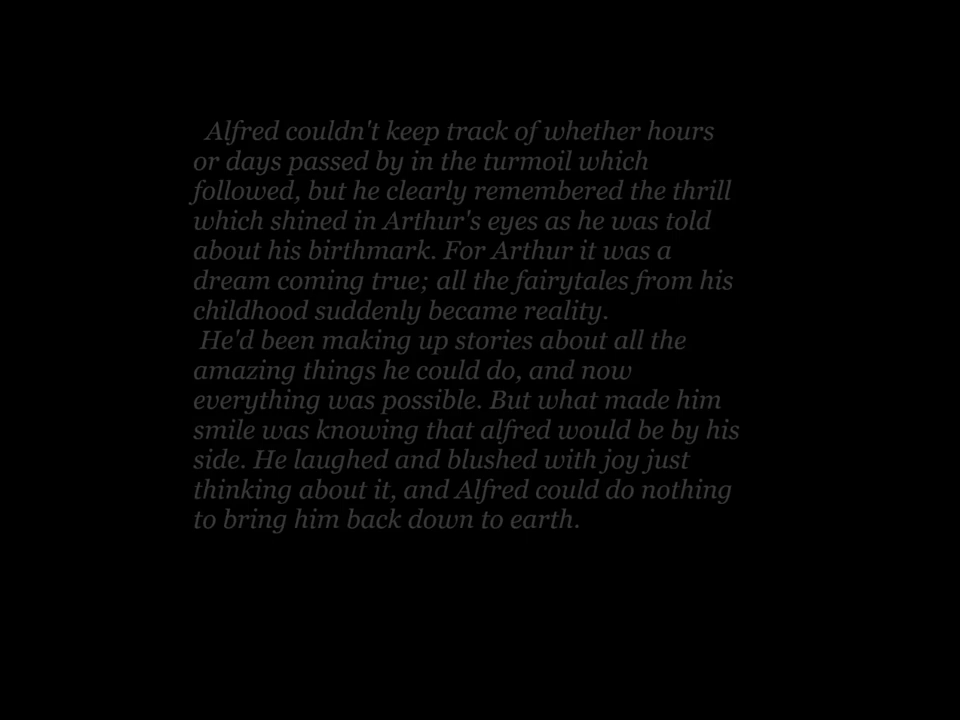 Alfred couldn't keep track of whether hours
or days passed by in the turmoil which
followed, but he clearly remembered the thrill
which shined in Arthur's eyes as he was told
about his birthmark. For Arthur it was a
dream coming true; all the fairytales from his
childhood suddenly became reality.
He'd been making up stories about all the
amazing things he could do, and now
everything was possible. But what made him
smile was knowing that alfred would be by his
side. He laughed and blushed with joy just
thinking about it, and Alfred could do nothing
to bring him back down to earth.